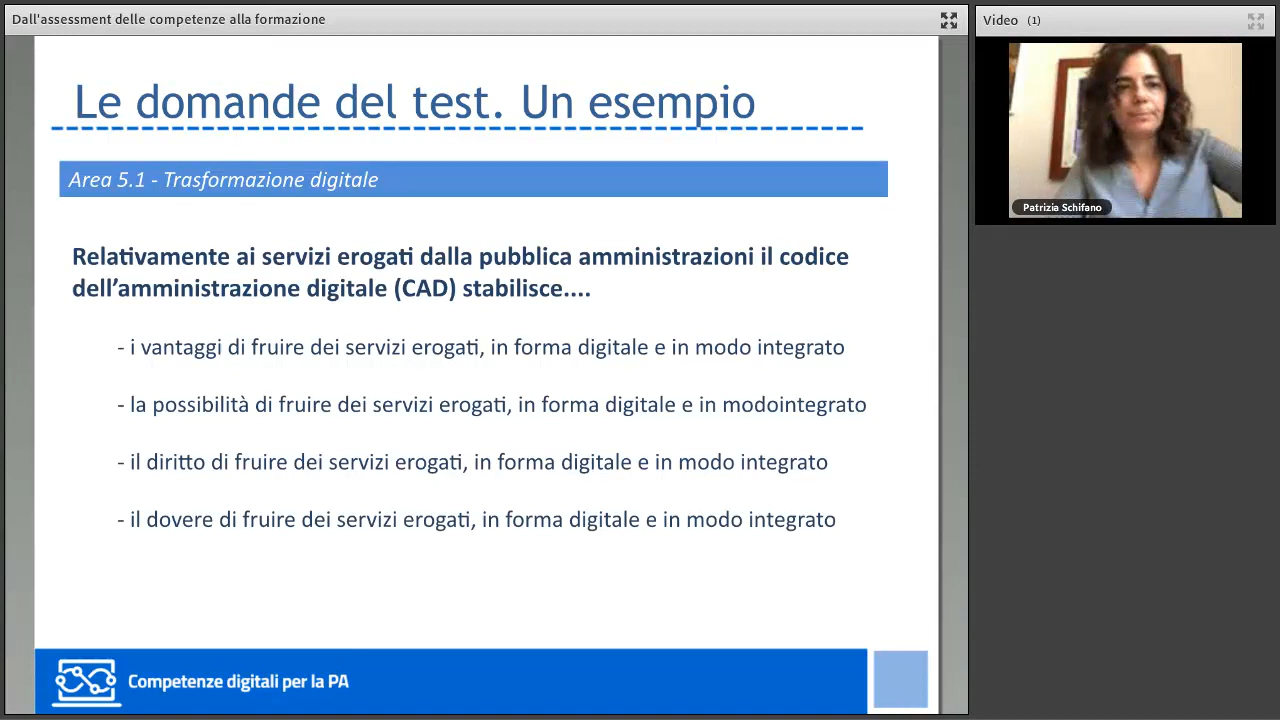 Dall'assessment delle competenze alla formazione
Video (1)
Le domande del test. Un esempio
Area 5.1 - Trasformazione digitale
Relativamente ai servizi erogati dalla pubblica amministrazioni il codice
dell’amministrazione digitale (CAD) stabilisce....
- i vantaggi di fruire dei servizi erogati, in forma digitale e in modo integrato
- la possibilità di fruire dei servizi erogati, in forma digitale e in modointegrato
- il diritto di fruire dei servizi erogati, in forma digitale e in modo integrato
- il dovere di fruire dei servizi erogati, in forma digitale e in modo integrato
Competenze digitali per la PA
Patrizia Schifano